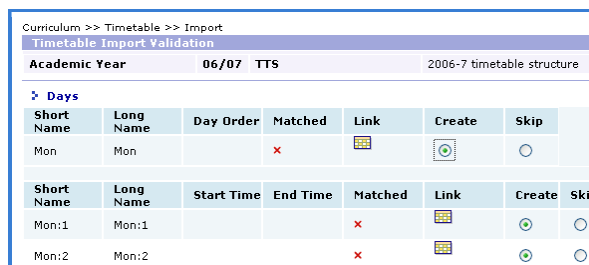 Curriculum >> Timetable >> Import
Timetable Import Validation
Academic Year 06/07 TTS 2006-7 timetable structure
Days
Short Name Long Name Day Order Matched Link Create Skip
Mon Mon
Short Name Long Name Start Time End Time Matched Link Create Ski
Mon:1 Mon:1
Mon:2 Mon:2